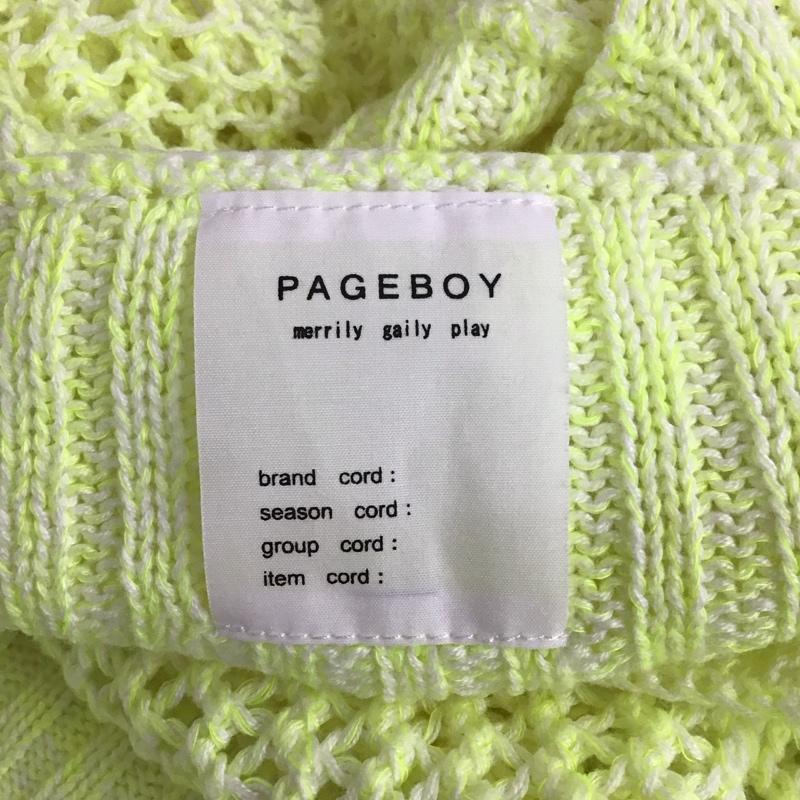 PAGEBOY
merrily gaily play
brand cord :
season cord :
group cord :
item cord :